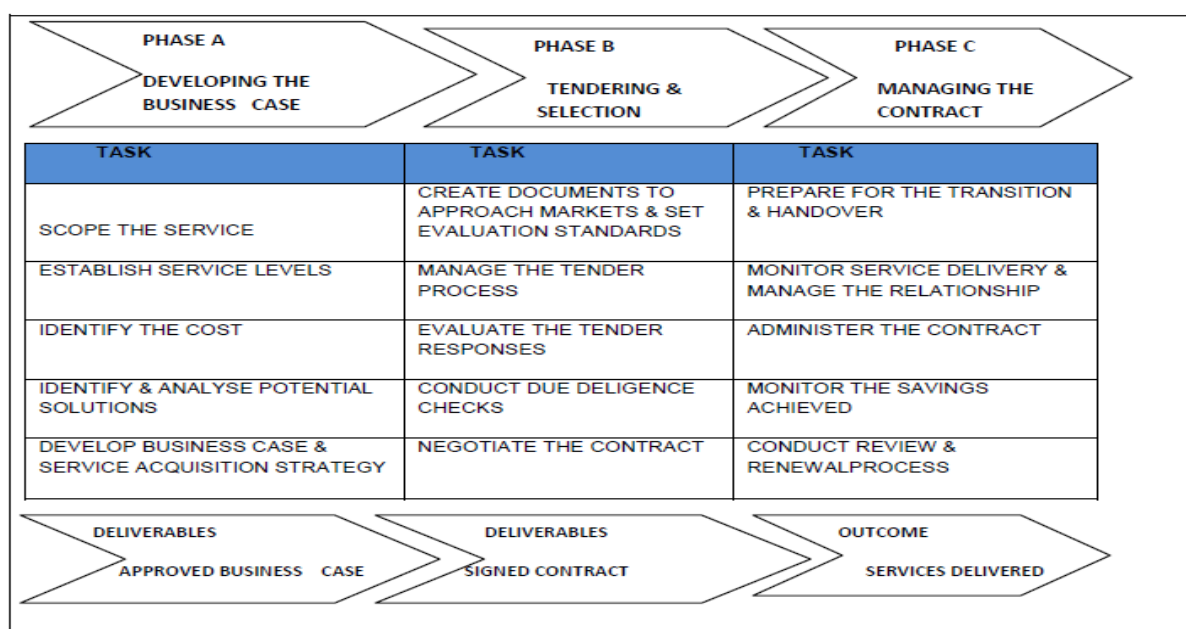 PHASE A
DEVELOPING THE
BUSINESS CASE
PHASE B
TENDERING &
SELECTION
PHASE C
MANAGING THE
CONTRACT
TASK
TASK
TASK
SCOPE THE SERVICE
CREATE DOCUMENTS TO
APPROACH MARKETS & SET
EVALUATION STANDARDS
PREPARE FOR THE TRANSITION
& HANDOVER
ESTABLISH SERVICE LEVELS
MANAGE THE TENDER
PROCESS
MONITOR SERVICE DELIVERY &
MANAGE THE RELATIONSHIP
IDENTIFY THE COST
EVALUATE THE TENDER
RESPONSES
ADMINISTER THE CONTRACT
IDENTIFY & ANALYSE POTENTIAL
SOLUTIONS
CONDUCT DUE DELIGENCE
CHECKS
MONITOR THE SAVINGS
ACHIEVED
DEVELOP BUSINESS CASE &
SERVICE ACQUISITION STRATEGY
NEGOTIATE THE CONTRACT
CONDUCT REVIEW &
RENEWALPROCESS
DELIVERABLES
APPROVED BUSINESS CASE
DELIVERABLES
SIGNED CONTRACT
OUTCOME
SERVICES DELIVERED